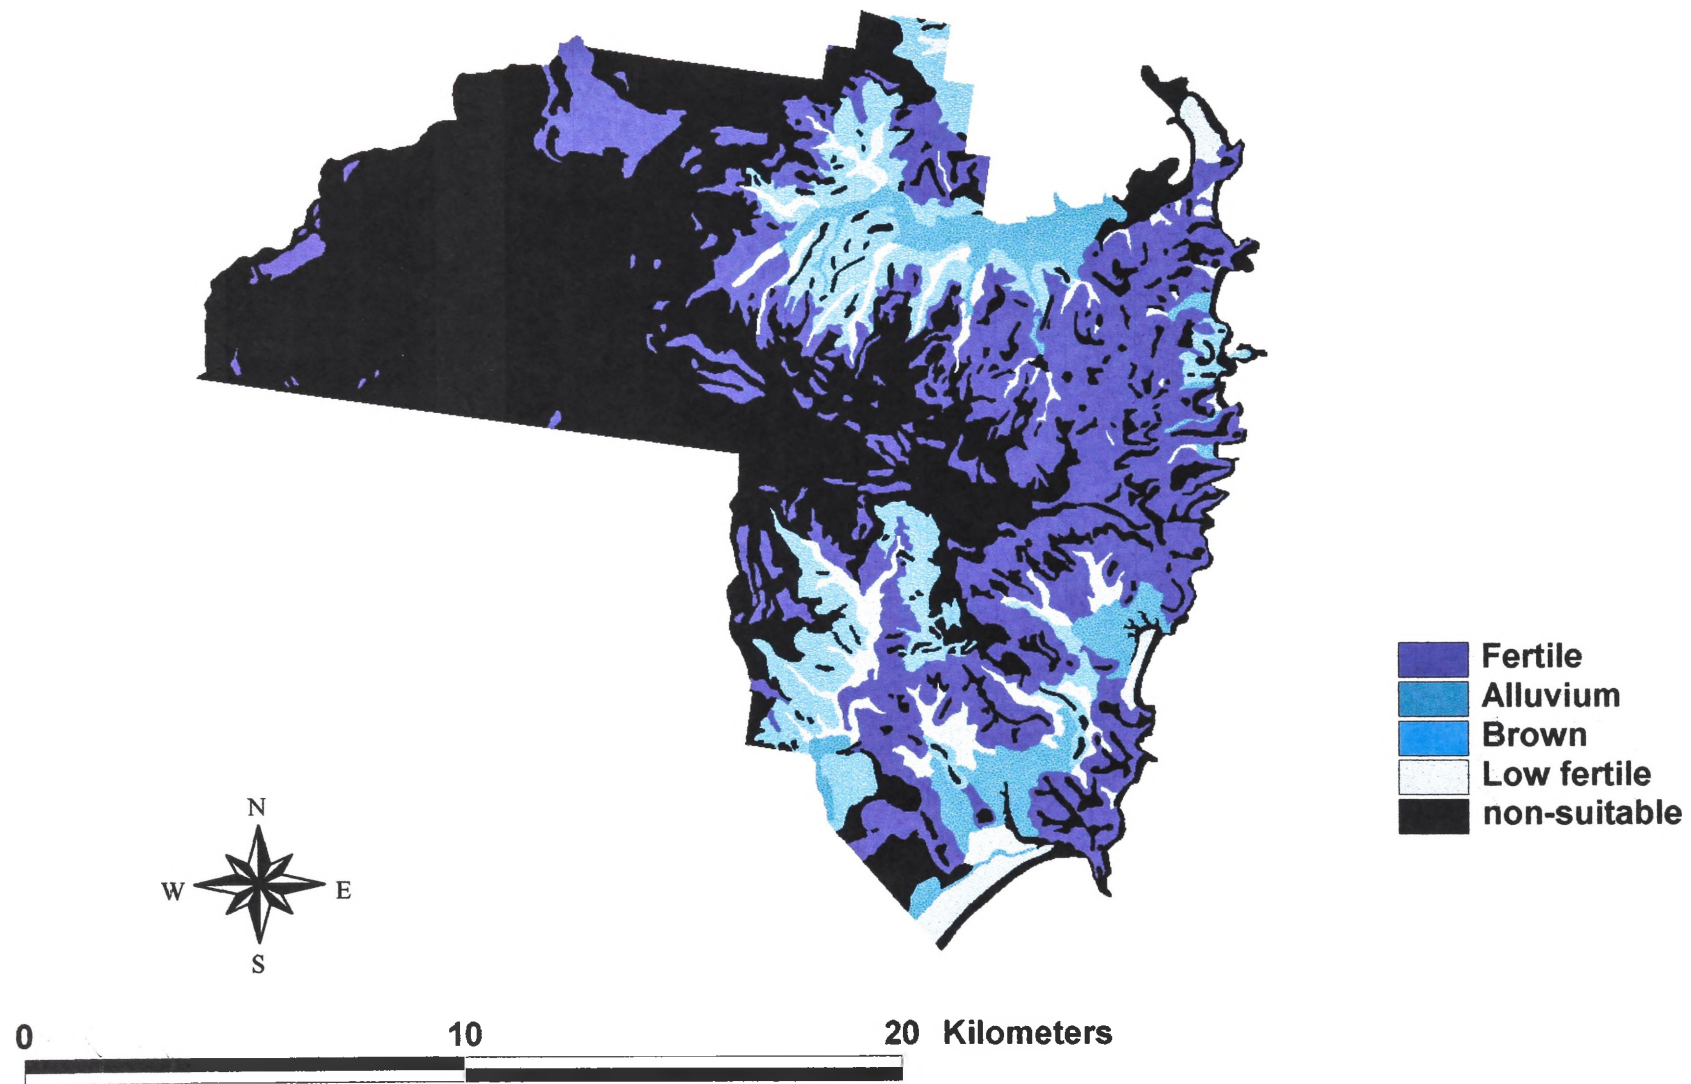 Fertile
Alluvium
Brown
Low fertile
non-suitable
N
W E
S
0 10 20 Kilometers